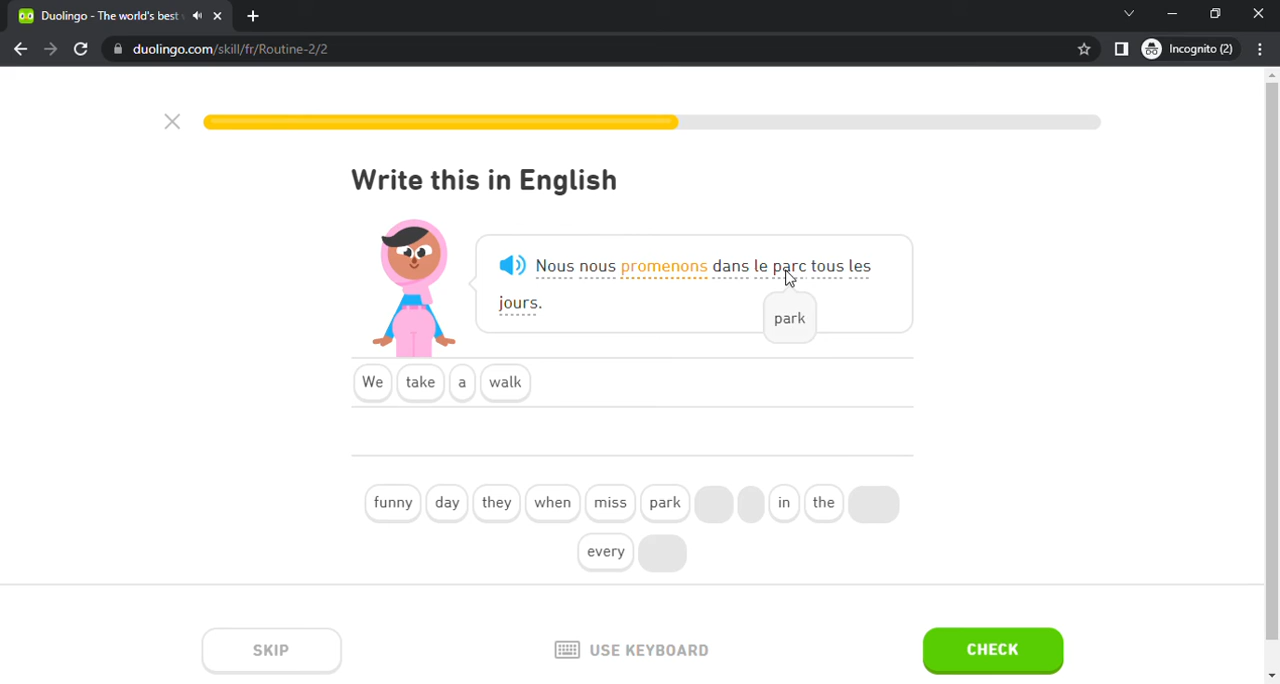 Duolingo - The world's best
duolingo.com/skill/fr/Routine-2/2
Incognito (2)
Write this in English
Nous nous promenons dans le parc tous les
jours.
park
We take a walk
funny day they when miss park in the
every
SKIP
USE KEYBOARD
CHECK